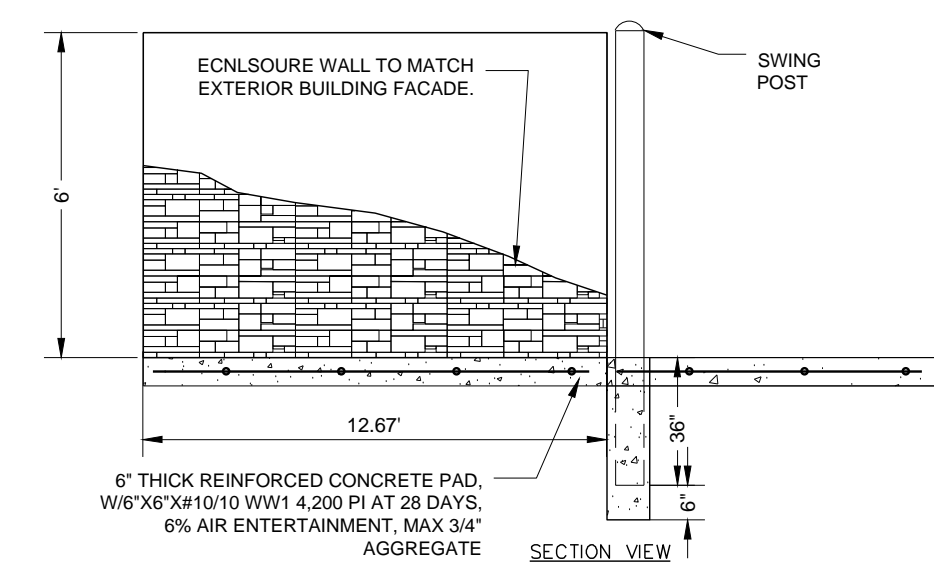 ECNLSOURE WALL TO MATCH
EXTERIOR BUILDING FACADE.
SWING
POST
6'
12.67'
36"
6"
6" THICK REINFORCED CONCRETE PAD,
W/6"X6"X#10/10 WW1 4,200 PI AT 28 DAYS,
6% AIR ENTERTAINMENT, MAX 3/4"
AGGREGATE
SECTION VIEW